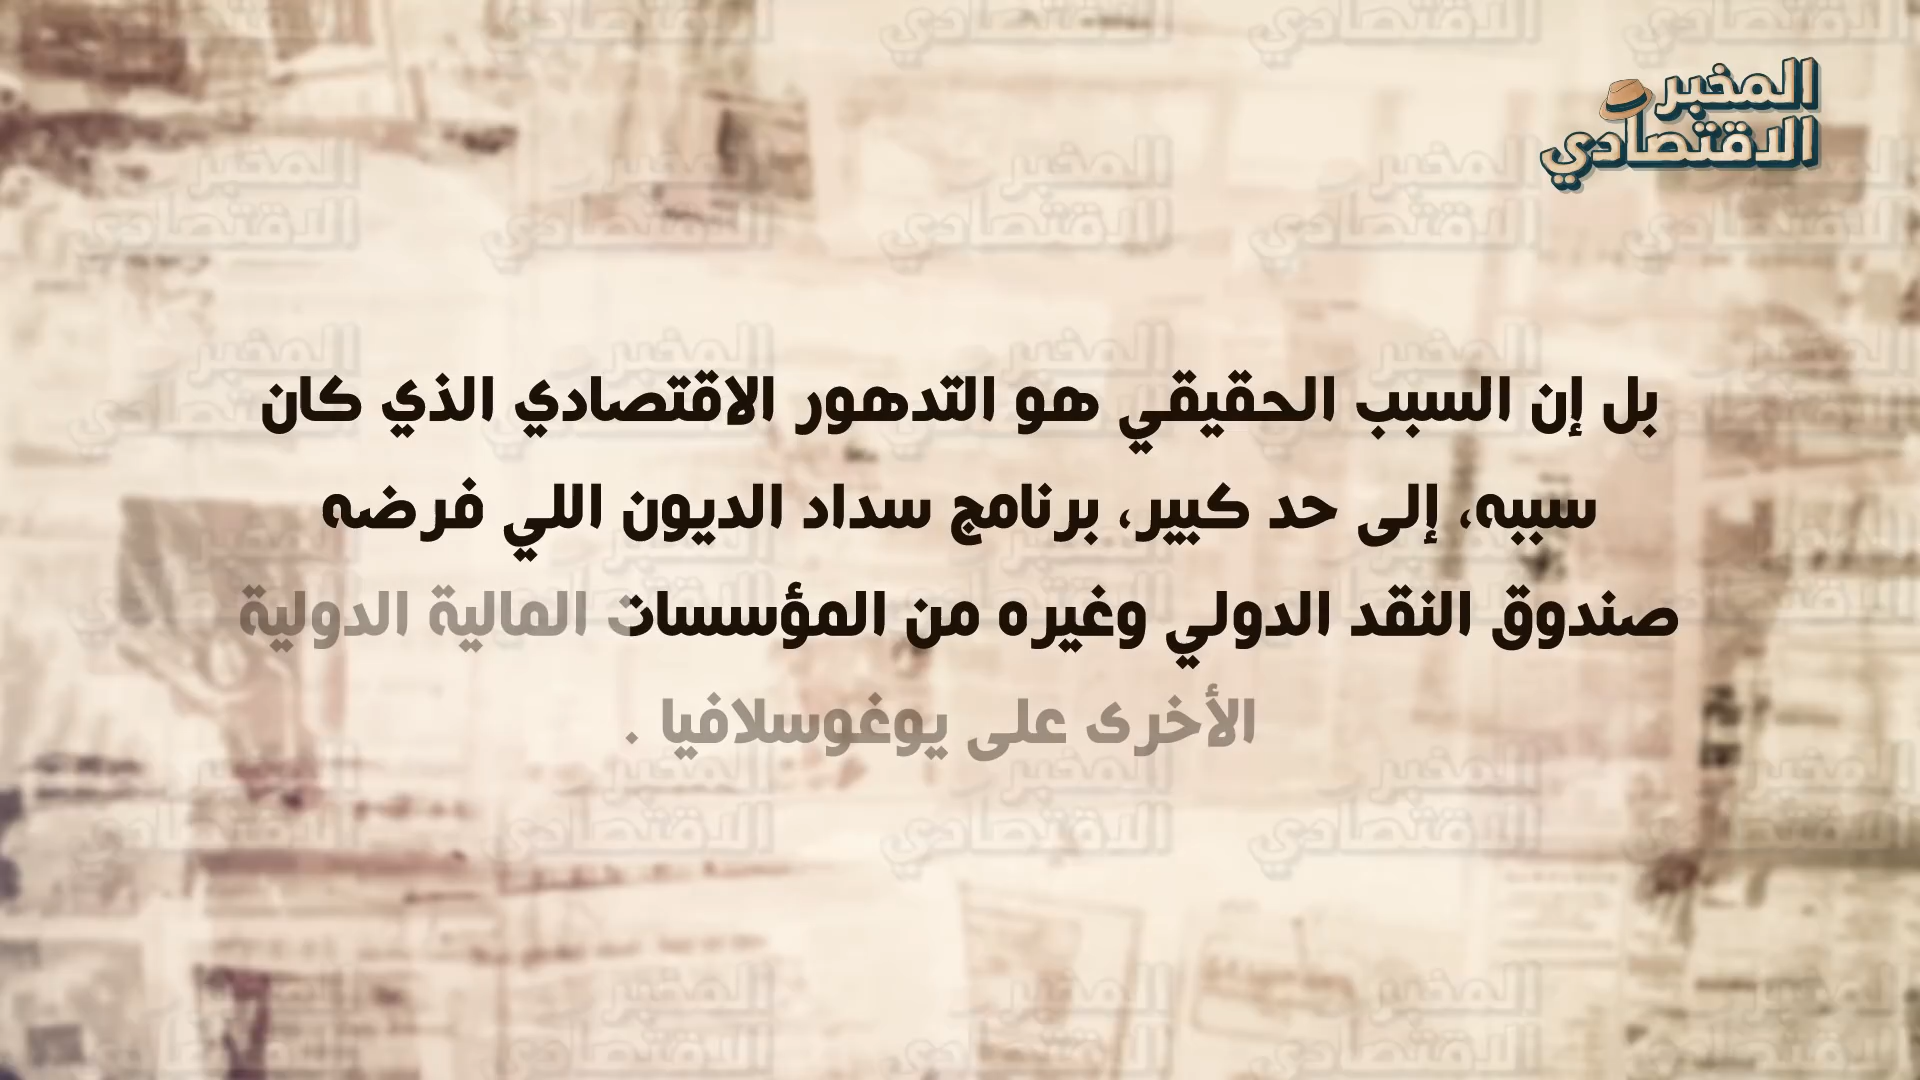 المخبر
الاقتصادي
بل إن السبب الحقيقي هو التدهور الاقتصادي الذي كان
سببه، إلى حد كبير، برنامج سداد الديون اللي فرضه
صندوق النقد الدولي وغيره من المؤسسات المالية الدولية
الأخرى على يوغوسلافيا .